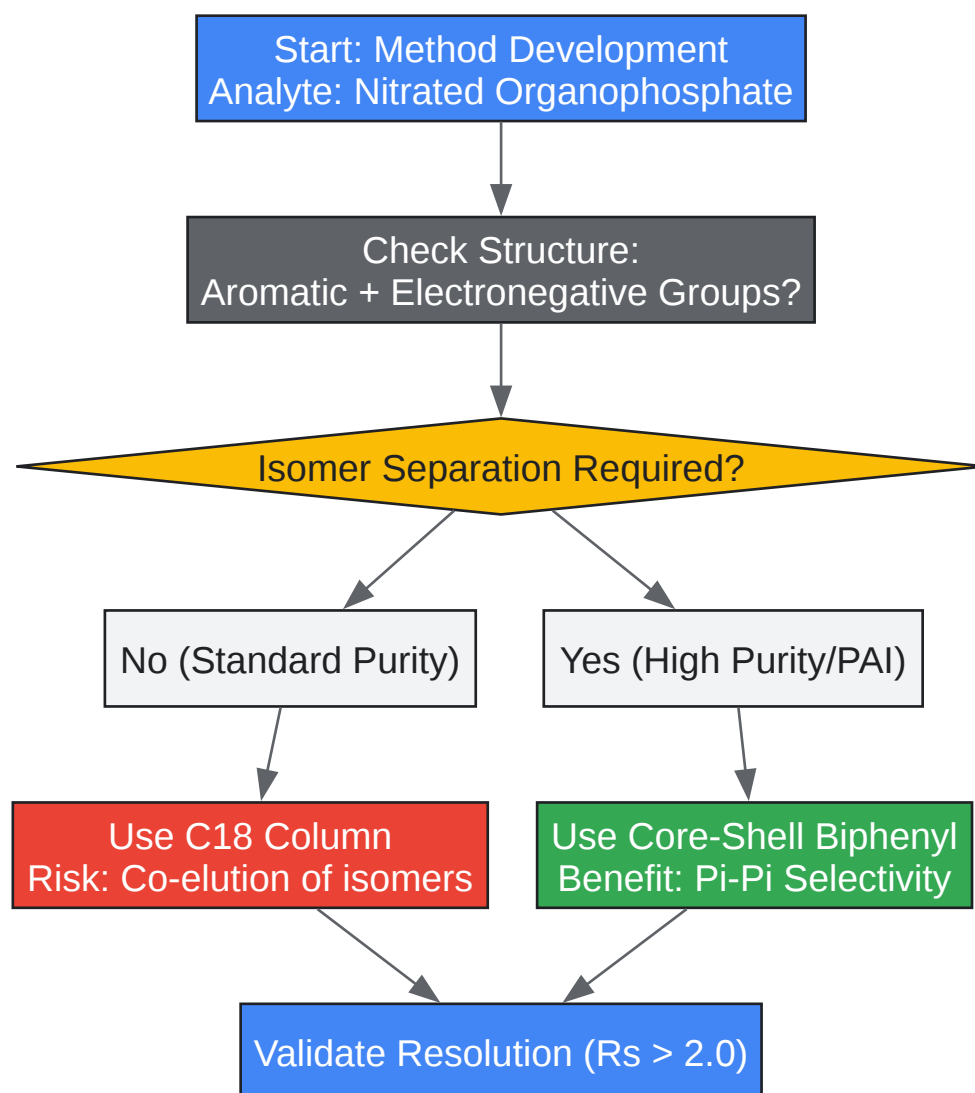 Start: Method Development
Analyte: Nitrated Organophosphate
Check Structure:
Aromatic + Electronegative Groups?
Isomer Separation Required?
No (Standard Purity)
Yes (High Purity/PAI)
Use C18 Column
Risk: Co-elution of isomers
Use Core-Shell Biphenyl
Benefit: Pi-Pi Selectivity
Validate Resolution (Rs > 2.0)